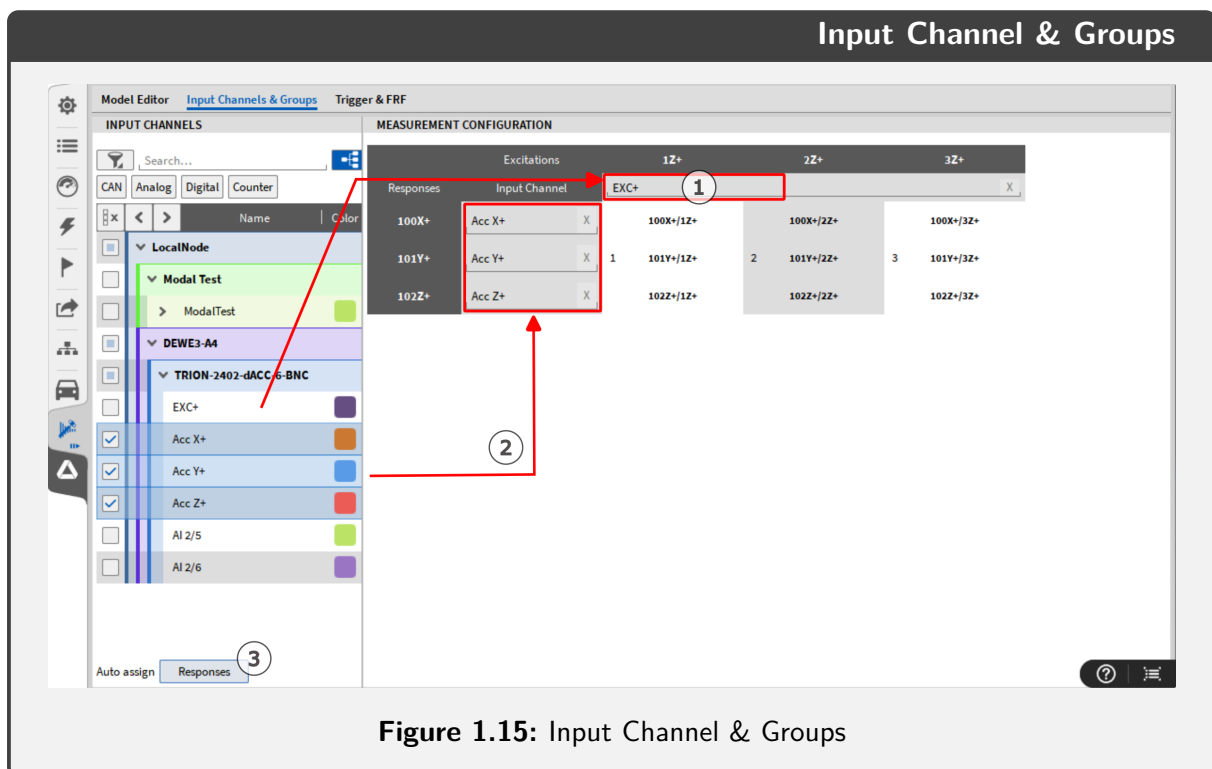 Input Channel & Groups
Model Editor Input Channels & Groups Trigger & FRF
INPUT CHANNELS
MEASUREMENT CONFIGURATION
Search...
CAN Analog Digital Counter
Name Color
LocalNode
Modal Test
ModalTest
DEWE3-A4
TRION-2402-dACC-6-BNC
EXC+
Acc X+
Acc Y+
Acc Z+
AI 2/5
AI 2/6
Auto assign Responses 3
Excitations 1Z+ 2Z+ 3Z+
Responses Input Channel EXC+ 1 X
100X+ Acc X+ X 100X+/1Z+ 100X+/2Z+ 100X+/3Z+
101Y+ Acc Y+ X 1 101Y+/1Z+ 2 101Y+/2Z+ 3 101Y+/3Z+
102Z+ Acc Z+ X 102Z+/1Z+ 102Z+/2Z+ 102Z+/3Z+
2
Figure 1.15: Input Channel & Groups